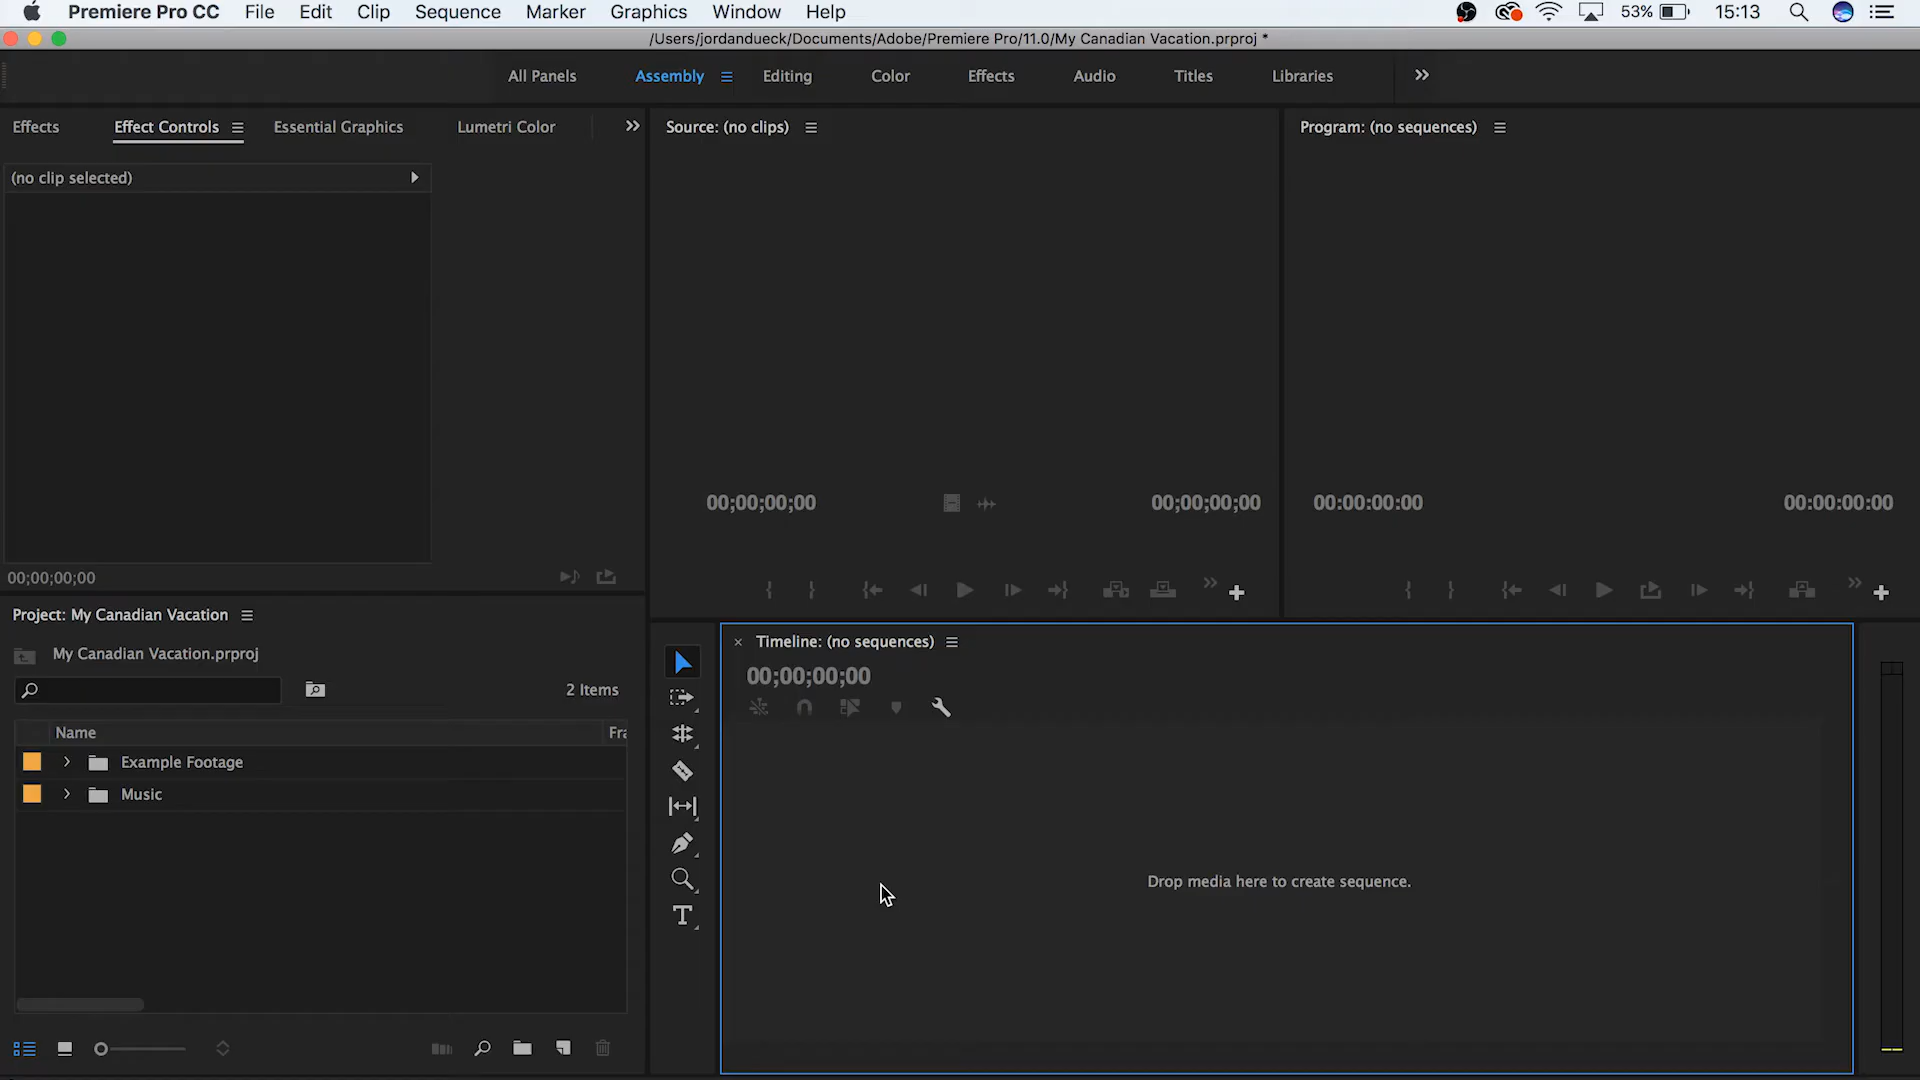 Premiere Pro CC File Edit Clip Sequence Marker Graphics Window Help 53% 15:13
/Users/jordandueck/Documents/Adobe/Premiere Pro/11.0/My Canadian Vacation.prproj *
All Panels Assembly Editing Color Effects Audio Titles Libraries
Effects Effect Controls Essential Graphics Lumetri Color
(no clip selected)
00;00;00;00
Source: (no clips)
00;00;00;00 00;00;00;00
Program: (no sequences)
00:00:00:00 00:00:00:00
Project: My Canadian Vacation
My Canadian Vacation.prproj
2 Items
Name Fra
Example Footage
Music
Timeline: (no sequences)
00;00;00;00
Drop media here to create sequence.